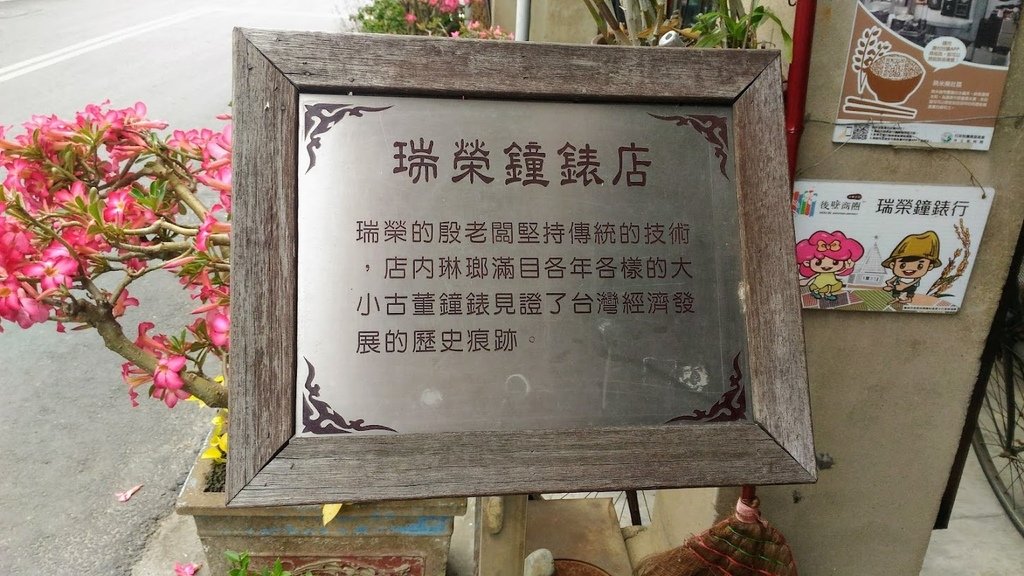 瑞榮鐘錶店
瑞榮的殷老闆堅持傳統的技術
，店內琳瑯滿目各年各樣的大
小古董鐘錶見證了台灣經濟發
展的歷史痕跡。
後壁商圈
瑞榮鐘錶行